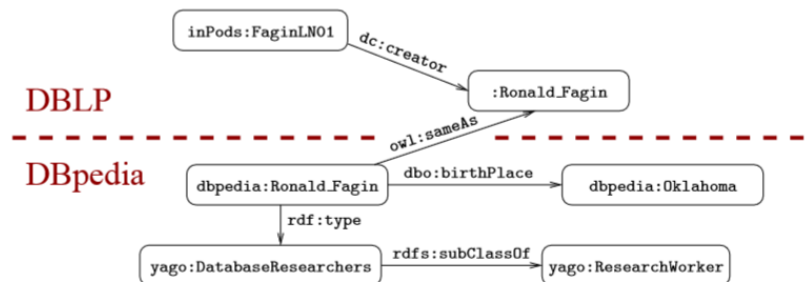 inPods:FaginLN01
dc:creator
:Ronald_Fagin
DBLP
owl:sameAs
DBpedia
dbpedia:Ronald_Fagin
dbo:birthPlace
dbpedia:Oklahoma
rdf:type
yago:DatabaseResearchers
rdfs:subClassOf
yago:ResearchWorker